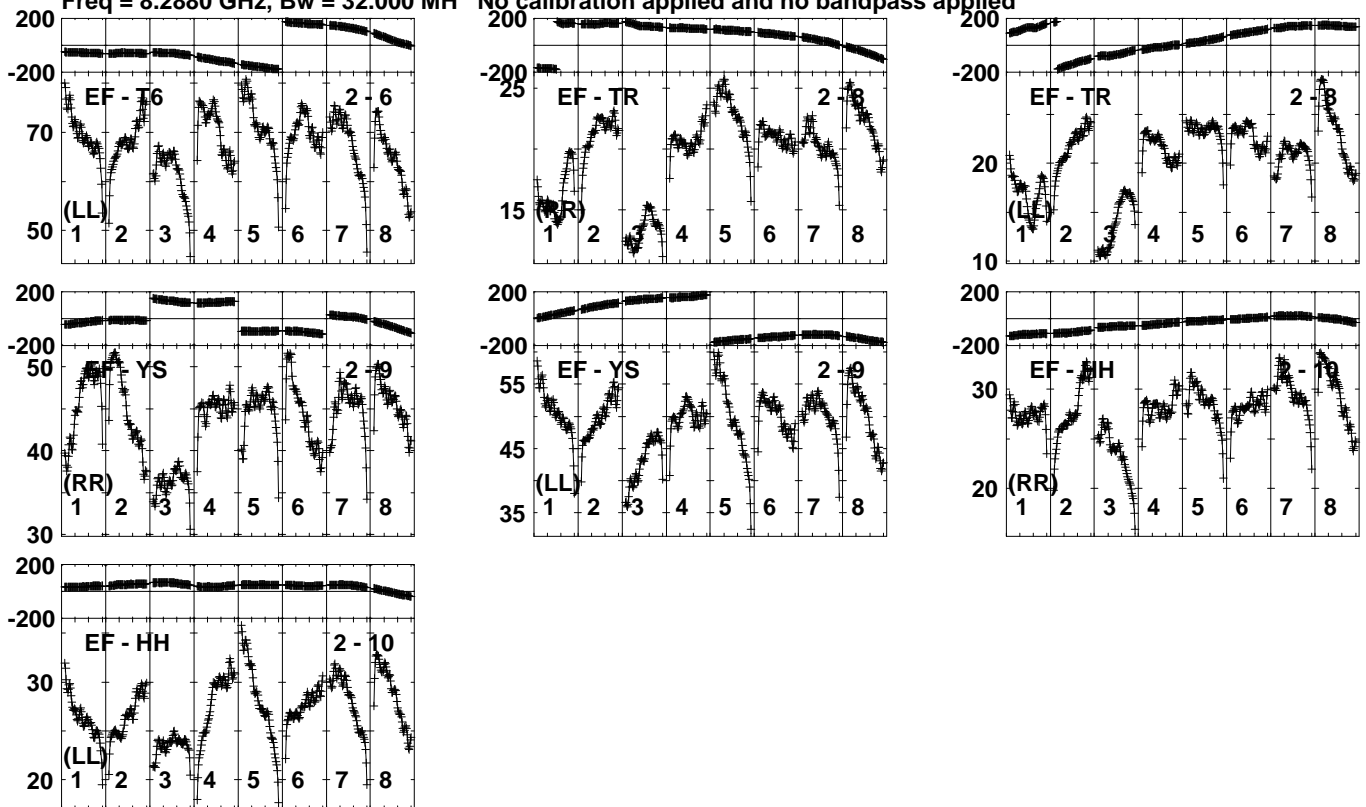 Freq = 8.2880 GHz, Bw = 32.000 MH No calibration applied and no bandpass applied
200
-200
EF - T6 2 - 6
70
50
(LL)
1 2 3 4 5 6 7 8
200
-200
25
EF - TR 2 - 8
15
(RR)
1 2 3 4 5 6 7 8
200
-200
EF - TR 2 - 8
20
10
(LL)
1 2 3 4 5 6 7 8
200
-200
50
EF - YS 2 - 9
40
30
(RR)
1 2 3 4 5 6 7 8
200
-200
EF - YS 2 - 9
55
45
35
(LL)
1 2 3 4 5 6 7 8
200
-200
EF - HH 2 - 10
30
20
(RR)
1 2 3 4 5 6 7 8
200
-200
EF - HH 2 - 10
30
20
(LL)
1 2 3 4 5 6 7 8